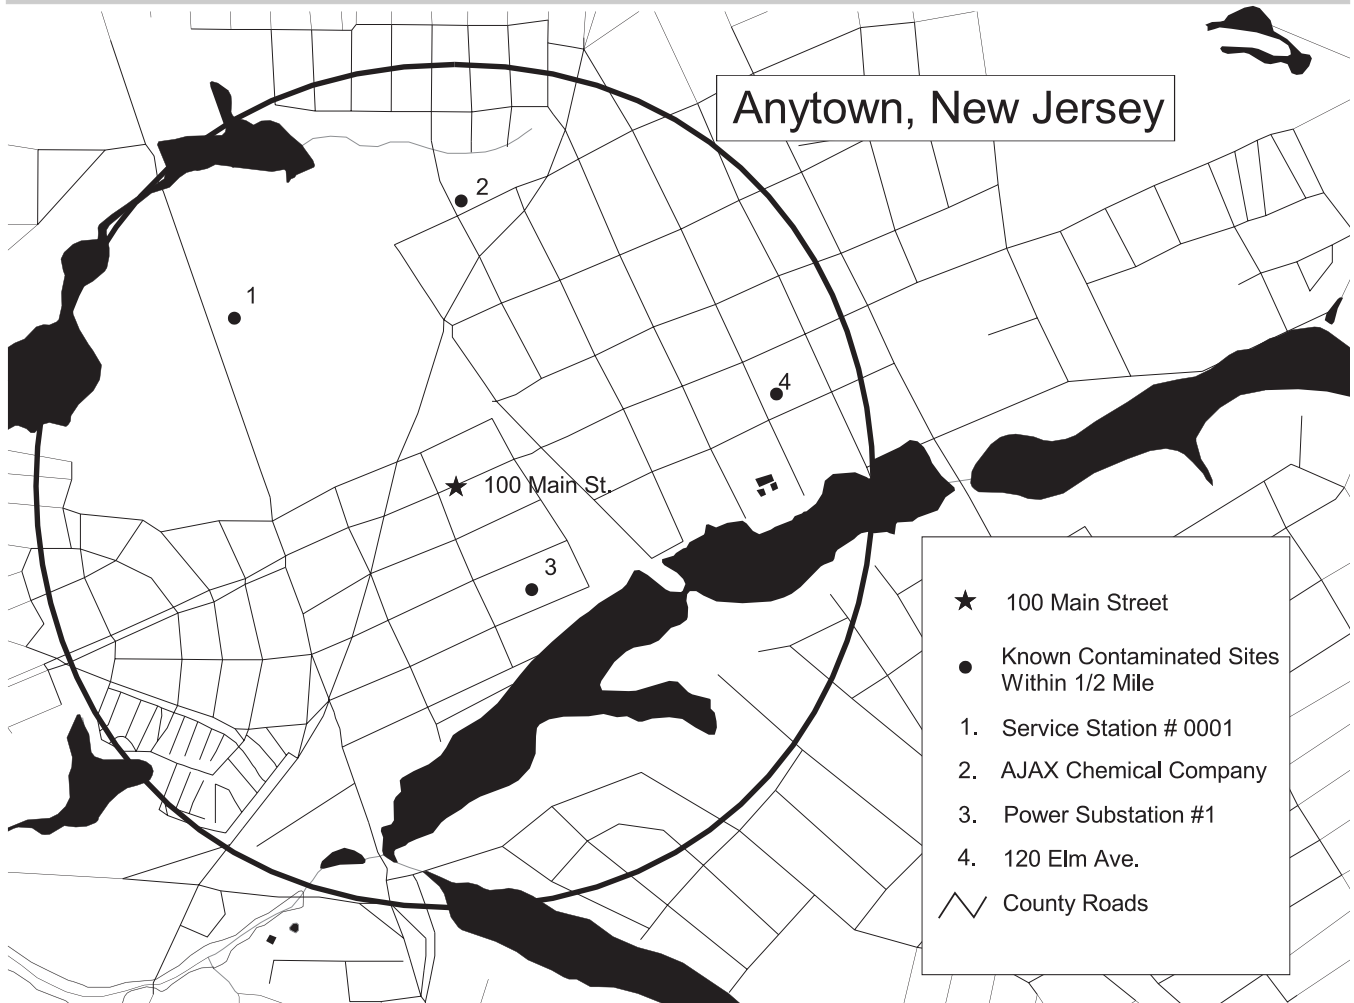 Anytown, New Jersey
2
1
4
100 Main St.
3
100 Main Street
Known Contaminated Sites
Within 1/2 Mile
1. Service Station # 0001
2. AJAX Chemical Company
3. Power Substation #1
4. 120 Elm Ave.
County Roads